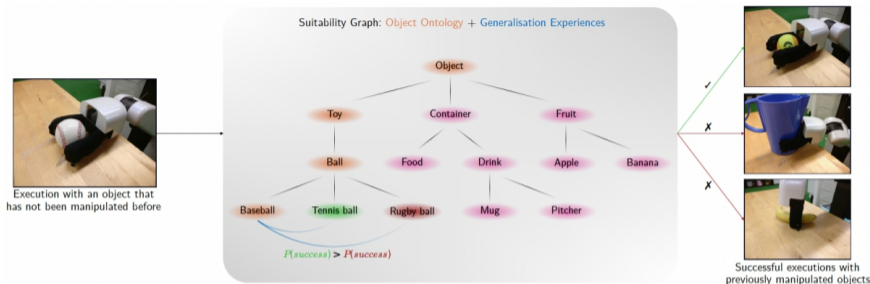 Suitability Graph: Object Ontology + Generalisation Experiences
Object
Toy Container Fruit
Ball Food Drink Apple Banana
Baseball Tennis ball Rugby ball Mug Pitcher
P(success) > P(success)
Execution with an object that
has not been manipulated before
✓
✗
✗
Successful executions with
previously manipulated objects